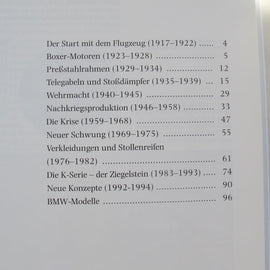 Der Start mit dem Flugzeug (1917–1922) ...... 4
Boxer-Motoren (1923–1928) ........................ 5
Preßstahlrahmen (1929–1934) .................... 12
Telegabeln und Stoßdämpfer (1935–1939) .. 15
Wehrmacht (1940–1945) ........................... 29
Nachkriegsproduktion (1946–1958) ............ 33
Die Krise (1959–1968) ................................ 47
Neuer Schwung (1969–1975) ..................... 55
Verkleidungen und Stollenreifen
(1976–1982) .............................................. 61
Die K-Serie – der Ziegelstein (1983–1993) ..... 74
Neue Konzepte (1992-1994) ....................... 90
BMW-Modelle ........................................... 96